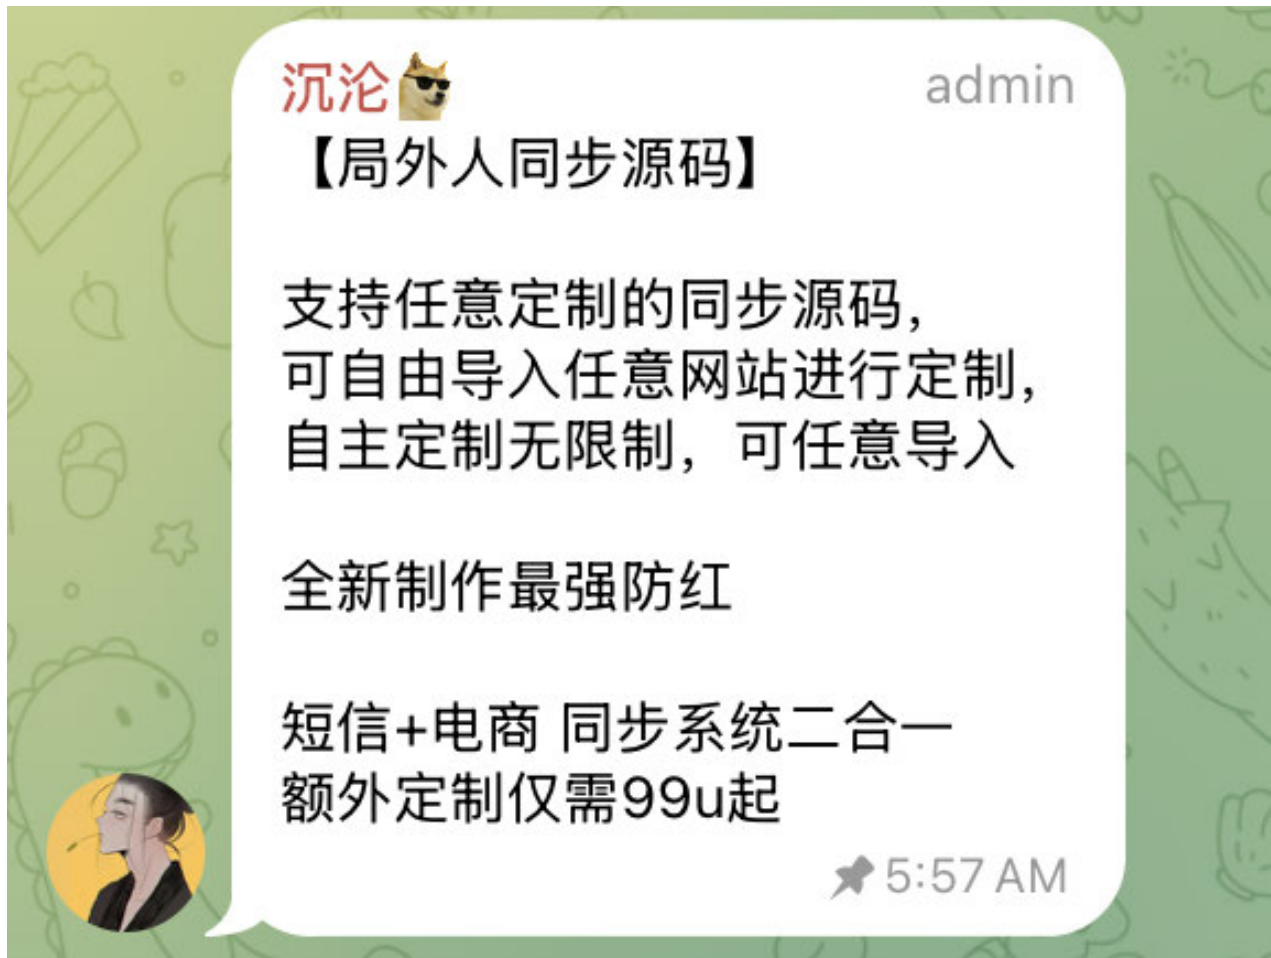 沉沦
admin
【局外人同步源码】
支持任意定制的同步源码，
可自由导入任意网站进行定制，
自主定制无限制，可任意导入
全新制作最强防红
短信+电商 同步系统二合一
额外定制仅需99u起
5:57 AM